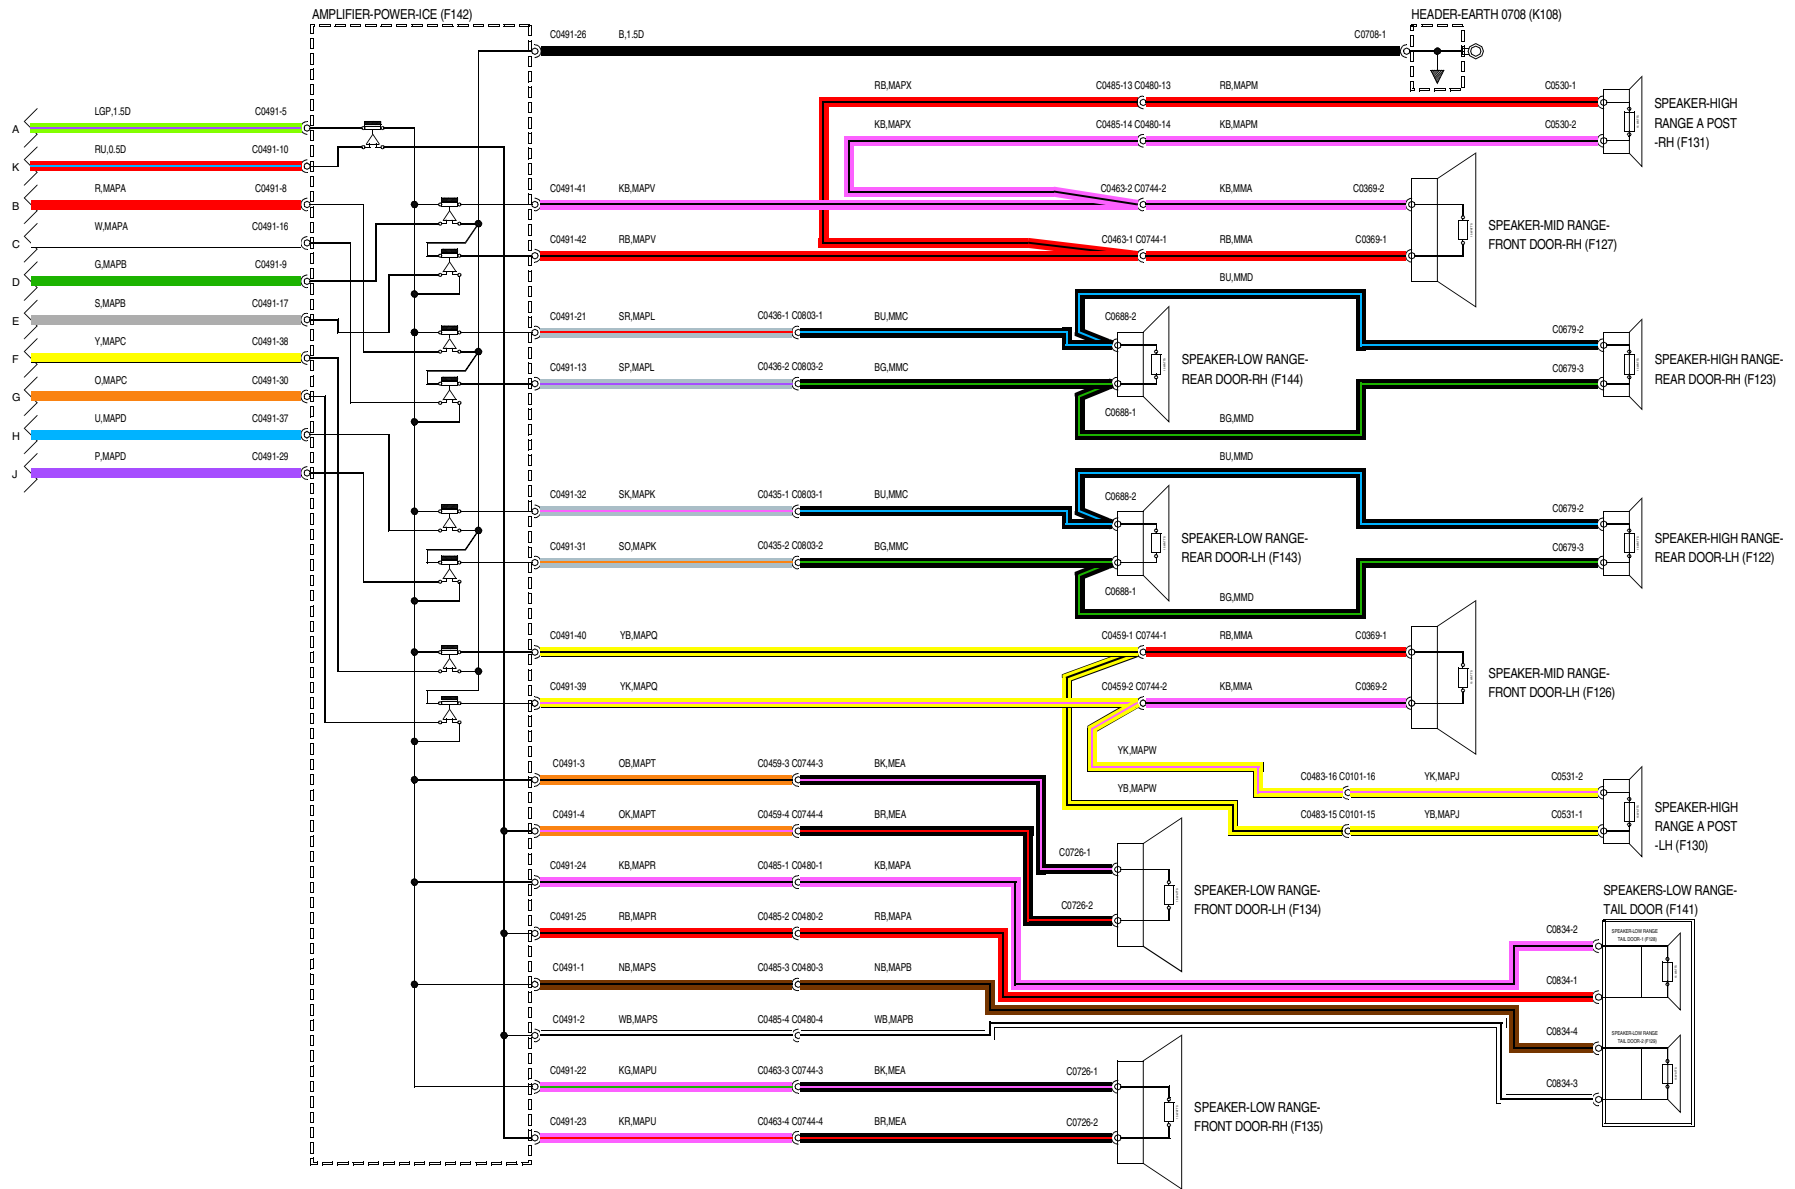 AMPLIFIER-POWER-ICE (F142)
HEADER-EARTH 0708 (K108)
C0491-26 B,1.5D C0708-1
A LGP,1.5D C0491-5
K RU,0.5D C0491-10
B R,MAPA C0491-8
C W,MAPA C0491-16
D G,MAPB C0491-9
E S,MAPB C0491-17
F Y,MAPC C0491-38
G O,MAPC C0491-30
H U,MAPD C0491-37
J P,MAPD C0491-29
RB,MAPX C0485-13 C0480-13 RB,MAPM C0530-1
KB,MAPX C0485-14 C0480-14 KB,MAPM C0530-2
SPEAKER-HIGH
RANGE A POST
-RH (F131)
C0491-41 KB,MAPV C0463-2 C0744-2 KB,MMA C0369-2
C0491-42 RB,MAPV C0463-1 C0744-1 RB,MMA C0369-1
SPEAKER-MID RANGE-
FRONT DOOR-RH (F127)
BU,MMD
C0491-21 SR,MAPL C0436-1 C0803-1 BU,MMC C0688-2
C0679-2
C0491-13 SP,MAPL C0436-2 C0803-2 BG,MMC
C0679-3
C0688-1
BG,MMD
SPEAKER-LOW RANGE-
REAR DOOR-RH (F144)
SPEAKER-HIGH RANGE-
REAR DOOR-RH (F123)
BU,MMD
C0491-32 SK,MAPK C0435-1 C0803-1 BU,MMC C0688-2
C0679-2
C0491-31 SO,MAPK C0435-2 C0803-2 BG,MMC
C0679-3
C0688-1
BG,MMD
SPEAKER-LOW RANGE-
REAR DOOR-LH (F143)
SPEAKER-HIGH RANGE-
REAR DOOR-LH (F122)
C0491-40 YB,MAPQ C0459-1 C0744-1 RB,MMA C0369-1
C0491-39 YK,MAPQ C0459-2 C0744-2 KB,MMA C0369-2
SPEAKER-MID RANGE-
FRONT DOOR-LH (F126)
YK,MAPW
C0483-16 C0101-16 YK,MAPJ C0531-2
YB,MAPW
C0483-15 C0101-15 YB,MAPJ C0531-1
SPEAKER-HIGH
RANGE A POST
-LH (F130)
C0491-3 OB,MAPT C0459-3 C0744-3 BK,MEA
C0491-4 OK,MAPT C0459-4 C0744-4 BR,MEA
C0726-1
C0726-2
SPEAKER-LOW RANGE-
FRONT DOOR-LH (F134)
C0491-24 KB,MAPR C0485-1 C0480-1 KB,MAPA
C0491-25 RB,MAPR C0485-2 C0480-2 RB,MAPA
C0491-1 NB,MAPS C0485-3 C0480-3 NB,MAPB
C0491-2 WB,MAPS C0485-4 C0480-4 WB,MAPB
SPEAKERS-LOW RANGE-
TAIL DOOR (F141)
C0834-2
SPEAKER-LOW RANGE
TAIL DOOR-1 (F128)
C0834-1
C0834-4
SPEAKER-LOW RANGE
TAIL DOOR-2 (F129)
C0834-3
C0491-22 KG,MAPU C0463-3 C0744-3 BK,MEA C0726-1
C0491-23 KR,MAPU C0463-4 C0744-4 BR,MEA C0726-2
SPEAKER-LOW RANGE-
FRONT DOOR-RH (F135)